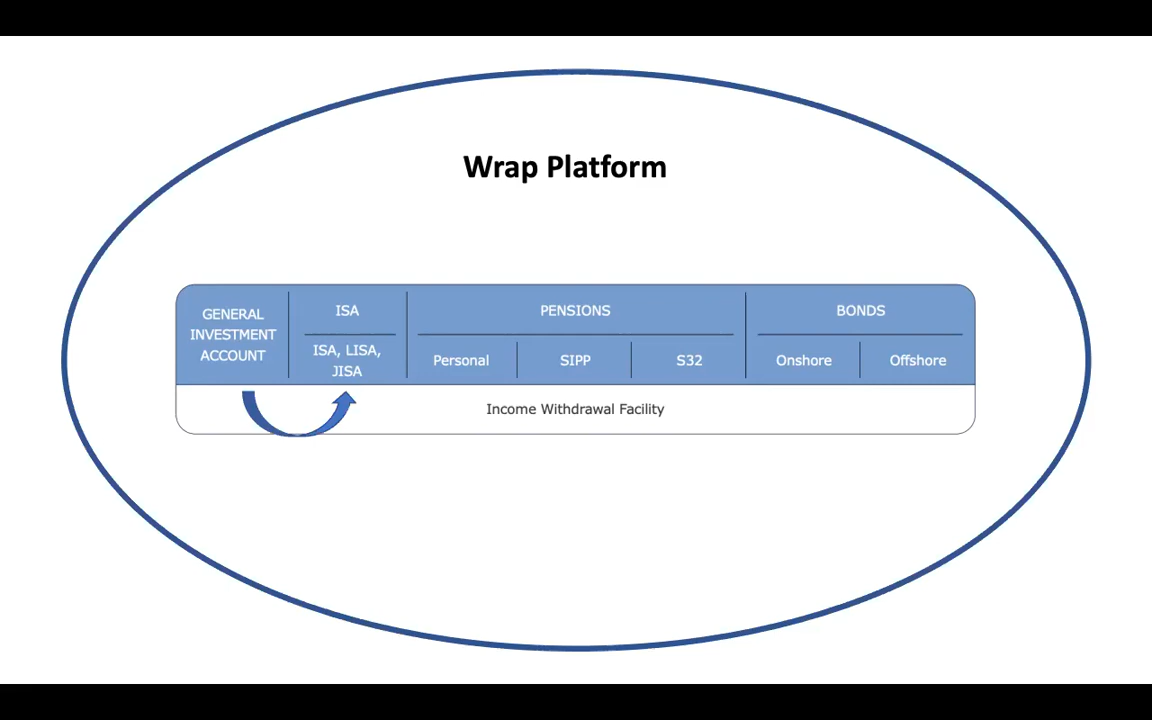 Wrap Platform
GENERAL
INVESTMENT
ACCOUNT
ISA
ISA, LISA,
JISA
PENSIONS
Personal
SIPP
S32
BONDS
Onshore
Offshore
Income Withdrawal Facility